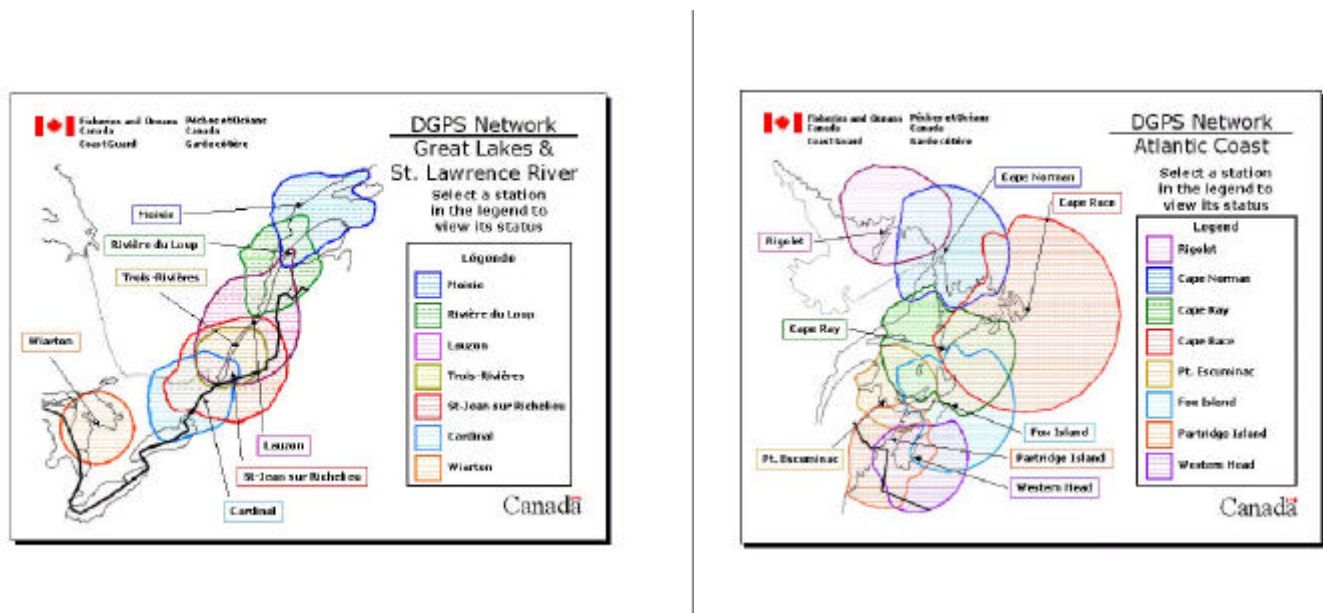 Fisheries and Oceans
Canada
Coast Guard
Pêches et Océans
Canada
Garde côtière
DGPS Network
Great Lakes &
St. Lawrence River
Select a station
in the legend to
view its status
Moisie
Rivière du Loup
Trois-Rivières
Wiarton
Lauzon
St-Jean sur Richelieu
Cardinal
Légende
Moisie
Rivière du Loup
Lauzon
Trois-Rivières
St-Jean sur Richelieu
Cardinal
Wiarton
Canada
Fisheries and Oceans
Canada
Coast Guard
Pêches et Océans
Canada
Garde côtière
DGPS Network
Atlantic Coast
Select a station
in the legend to
view its status
Cape Norman
Cape Race
Rigolet
Cape Ray
Fox Island
Pt. Escuminac
Partridge Island
Western Head
Legend
Rigolet
Cape Norman
Cape Ray
Cape Race
Pt. Escuminac
Fox Island
Partridge Island
Western Head
Canada